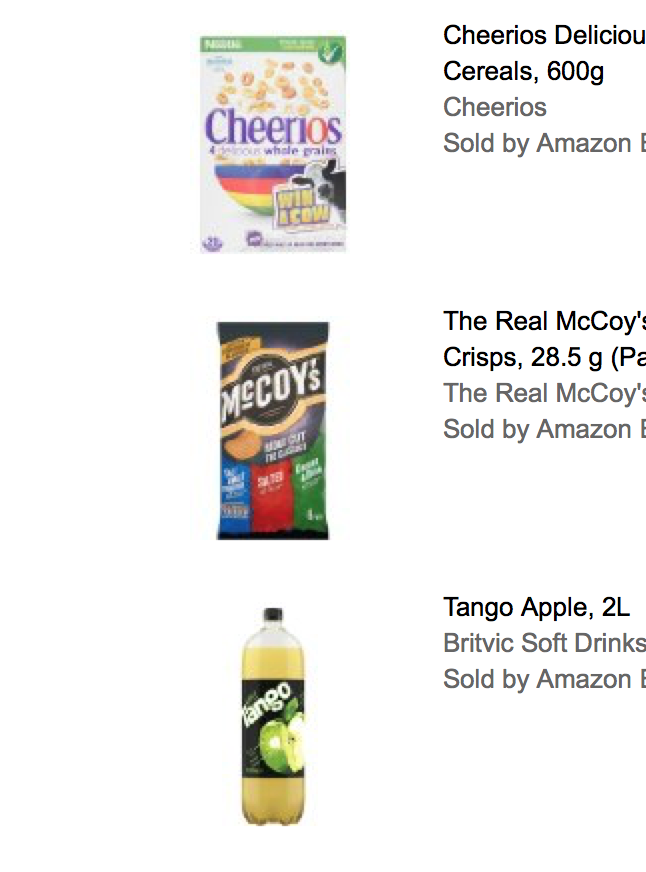 Cheerios Deliciou
Cereals, 600g
Cheerios
Sold by Amazon E
Nestlé
Cheerios
4 delicious whole grains
WIN
A COW
The Real McCoy's
Crisps, 28.5 g (Pa
The Real McCoy's
Sold by Amazon E
McCOY's
RIDGE CUT
THE CLASSICS
SALTED
Tango Apple, 2L
Britvic Soft Drinks
Sold by Amazon E
Tango